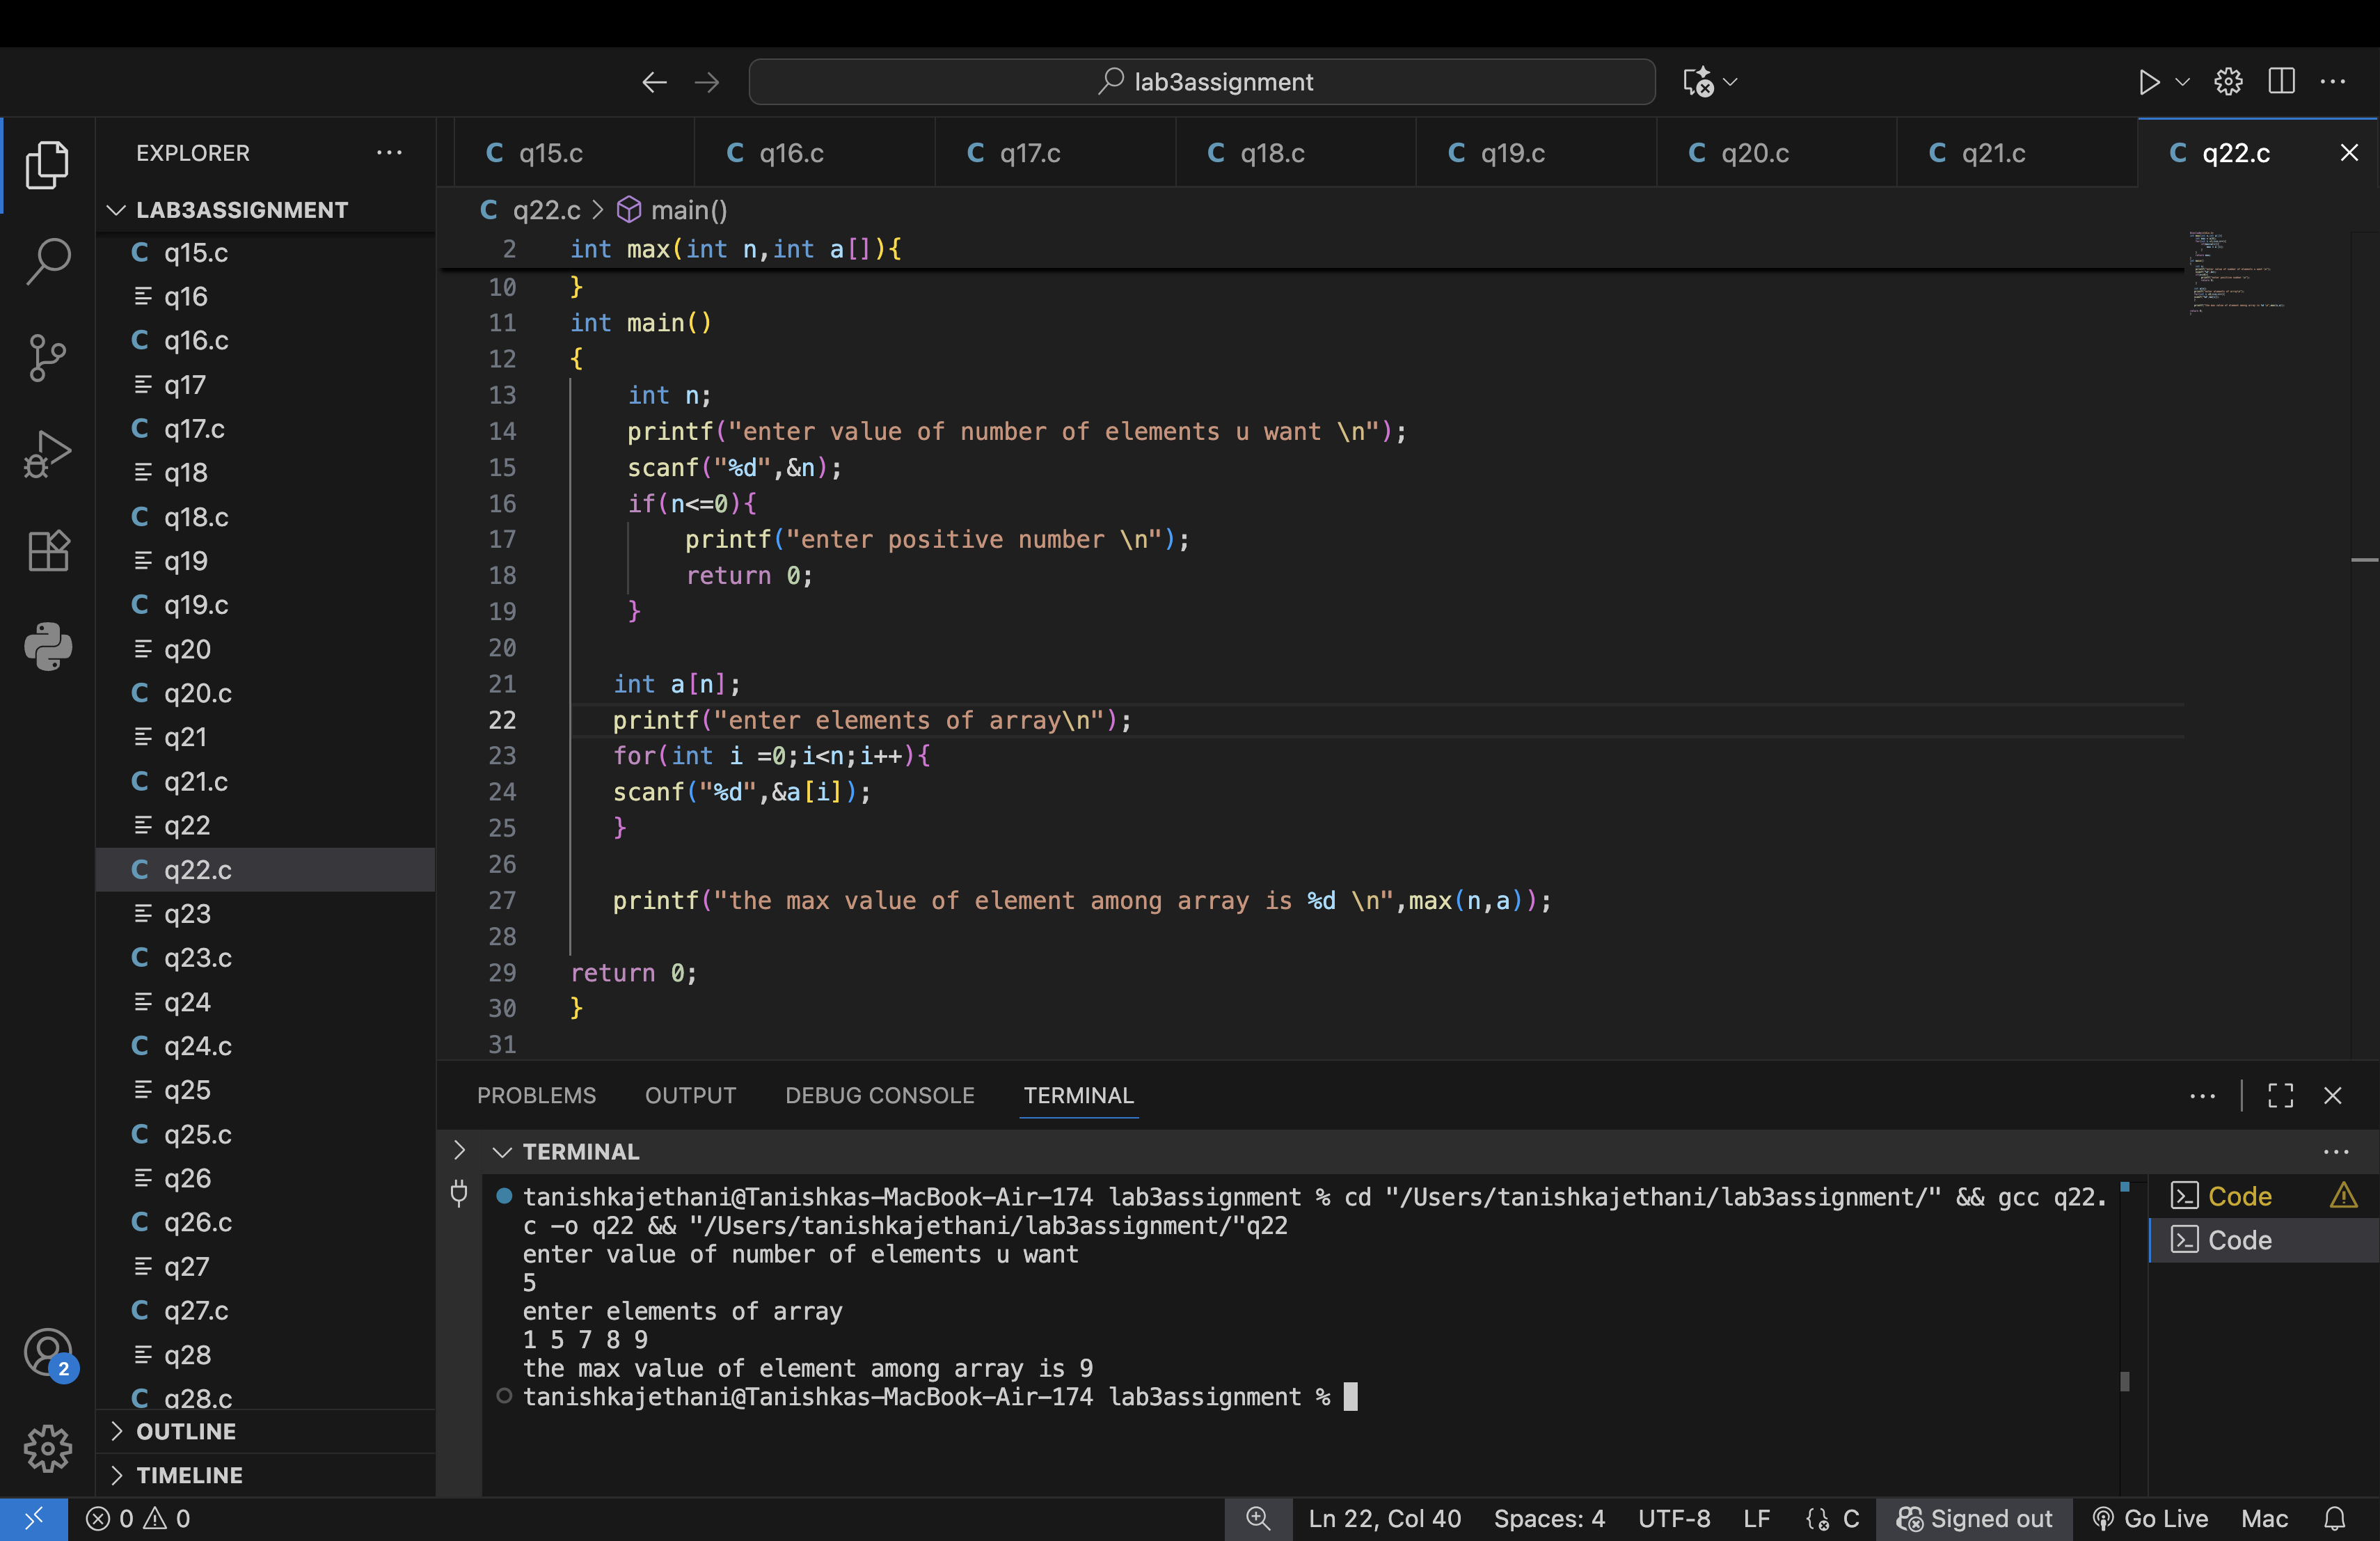 lab3assignment
EXPLORER
LAB3ASSIGNMENT
C q15.c
q16
C q16.c
q17
C q17.c
q18
C q18.c
q19
C q19.c
q20
C q20.c
q21
C q21.c
q22
C q22.c
q23
C q23.c
q24
C q24.c
q25
C q25.c
q26
C q26.c
q27
C q27.c
q28
C q28.c
OUTLINE
TIMELINE
2
C q15.c C q16.c C q17.c C q18.c C q19.c C q20.c C q21.c C q22.c
C q22.c > main()
2 int max(int n,int a[]){
10 }
11 int main()
12 {
13 int n;
14 printf("enter value of number of elements u want \n");
15 scanf("%d",&n);
16 if(n<=0){
17 printf("enter positive number \n");
18 return 0;
19 }
20
21 int a[n];
22 printf("enter elements of array\n");
23 for(int i =0;i<n;i++){
24 scanf("%d",&a[i]);
25 }
26
27 printf("the max value of element among array is %d \n",max(n,a));
28
29 return 0;
30 }
31
PROBLEMS OUTPUT DEBUG CONSOLE TERMINAL
TERMINAL
tanishkajethani@Tanishkas-MacBook-Air-174 lab3assignment % cd "/Users/tanishkajethani/lab3assignment/" && gcc q22.
c -o q22 && "/Users/tanishkajethani/lab3assignment/"q22
enter value of number of elements u want
5
enter elements of array
1 5 7 8 9
the max value of element among array is 9
tanishkajethani@Tanishkas-MacBook-Air-174 lab3assignment %
Code
Code
0 0 Ln 22, Col 40 Spaces: 4 UTF-8 LF C Signed out Go Live Mac